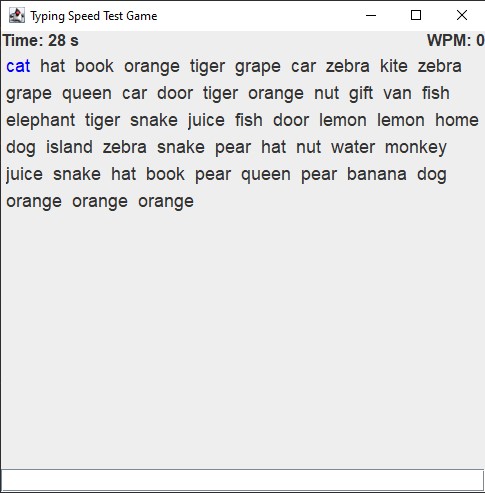 Typing Speed Test Game
Time: 28 s WPM: 0
cat hat book orange tiger grape car zebra kite zebra
grape queen car door tiger orange nut gift van fish
elephant tiger snake juice fish door lemon lemon home
dog island zebra snake pear hat nut water monkey
juice snake hat book pear queen pear banana dog
orange orange orange